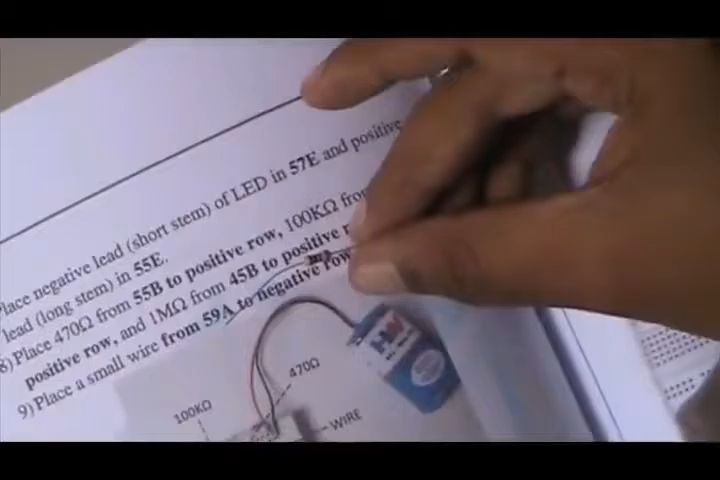 Place negative lead (short stem) of LED in 57E and positive
lead (long stem) in 55E.
8) Place 470Ω from 55B to positive row, 100KΩ from
positive row, and 1MΩ from 45B to positive r
9) Place a small wire from 59A to negative row.
470Ω
100KΩ
WIRE
HW